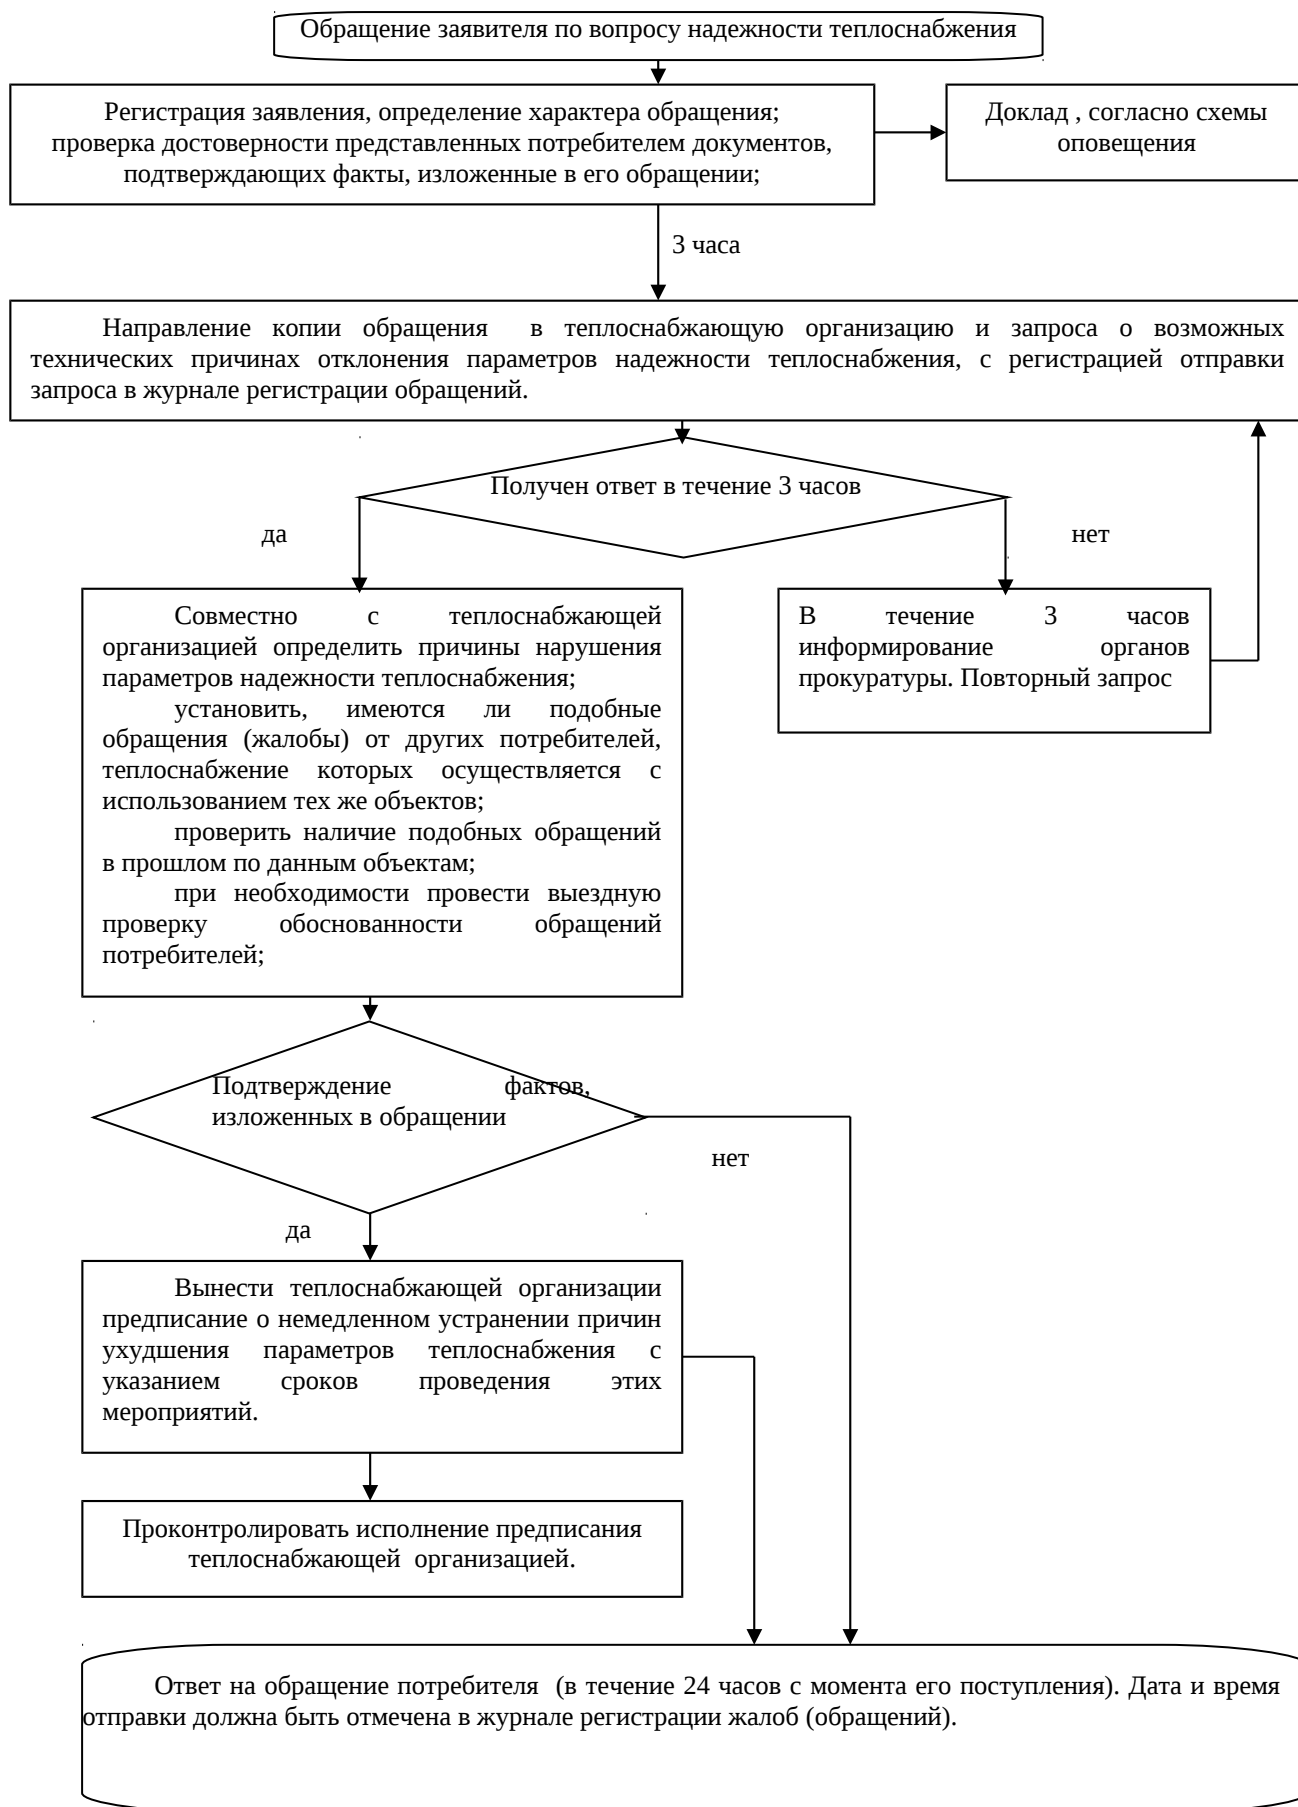 Обращение заявителя по вопросу надежности теплоснабжения
Регистрация заявления, определение характера обращения;
проверка достоверности представленных потребителем документов,
подтверждающих факты, изложенные в его обращении;
Доклад , согласно схемы
оповещения
3 часа
Направление копии обращения в теплоснабжающую организацию и запроса о возможных
технических причинах отклонения параметров надежности теплоснабжения, с регистрацией отправки
запроса в журнале регистрации обращений.
Получен ответ в течение 3 часов
да
нет
Совместно с теплоснабжающей
организацией определить причины нарушения
параметров надежности теплоснабжения;
установить, имеются ли подобные
обращения (жалобы) от других потребителей,
теплоснабжение которых осуществляется с
использованием тех же объектов;
проверить наличие подобных обращений
в прошлом по данным объектам;
при необходимости провести выездную
проверку обоснованности обращений
потребителей;
В течение 3 часов
информирование органов
прокуратуры. Повторный запрос
Подтверждение фактов,
изложенных в обращении
нет
да
Вынести теплоснабжающей организации
предписание о немедленном устранении причин
ухудшения параметров теплоснабжения с
указанием сроков проведения этих
мероприятий.
Проконтролировать исполнение предписания
теплоснабжающей организацией.
Ответ на обращение потребителя (в течение 24 часов с момента его поступления). Дата и время
отправки должна быть отмечена в журнале регистрации жалоб (обращений).